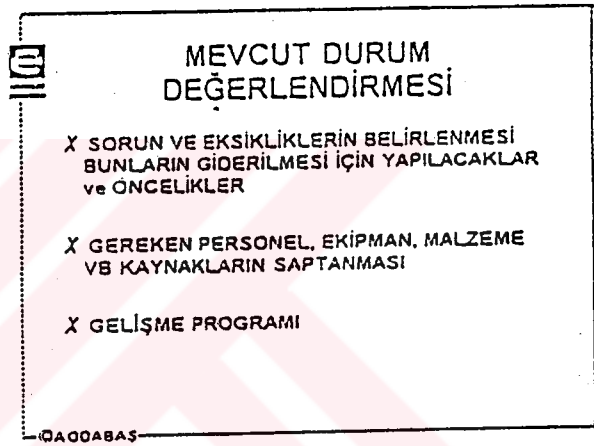 MEVCUT DURUM
DEĞERLENDİRMESİ
X SORUN VE EKSİKLİKLERİN BELİRLENMESİ
BUNLARIN GİDERİLMESİ İÇİN YAPILACAKLAR
ve ÖNCELİKLER
X GEREKEN PERSONEL, EKİPMAN, MALZEME
VB KAYNAKLARIN SAPTANMASI
X GELİŞME PROGRAMI